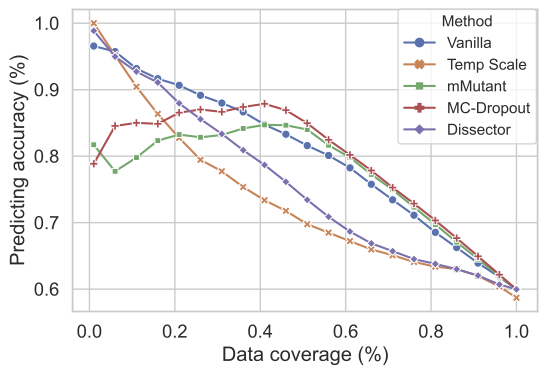 Method
Vanilla
Temp Scale
mMutant
MC-Dropout
Dissector
Predicting accuracy (%)
1.0
0.9
0.8
0.7
0.6
0.0 0.2 0.4 0.6 0.8 1.0
Data coverage (%)